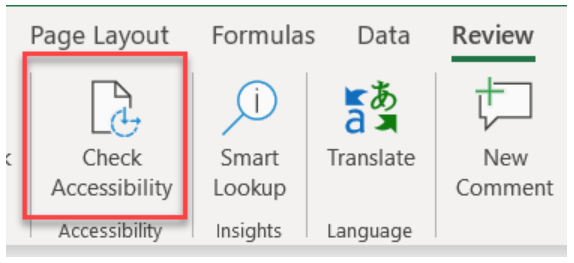 Page Layout Formulas Data Review
Check Accessibility
Smart Lookup
Translate
New Comment
Accessibility Insights Language